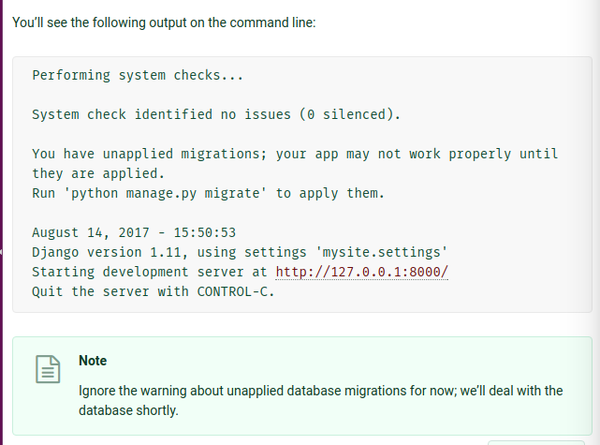 You'll see the following output on the command line:
Performing system checks...
System check identified no issues (0 silenced).
You have unapplied migrations; your app may not work properly until
they are applied.
Run 'python manage.py migrate' to apply them.
August 14, 2017 - 15:50:53
Django version 1.11, using settings 'mysite.settings'
Starting development server at http://127.0.0.1:8000/
Quit the server with CONTROL-C.
Note
Ignore the warning about unapplied database migrations for now; we'll deal with the
database shortly.